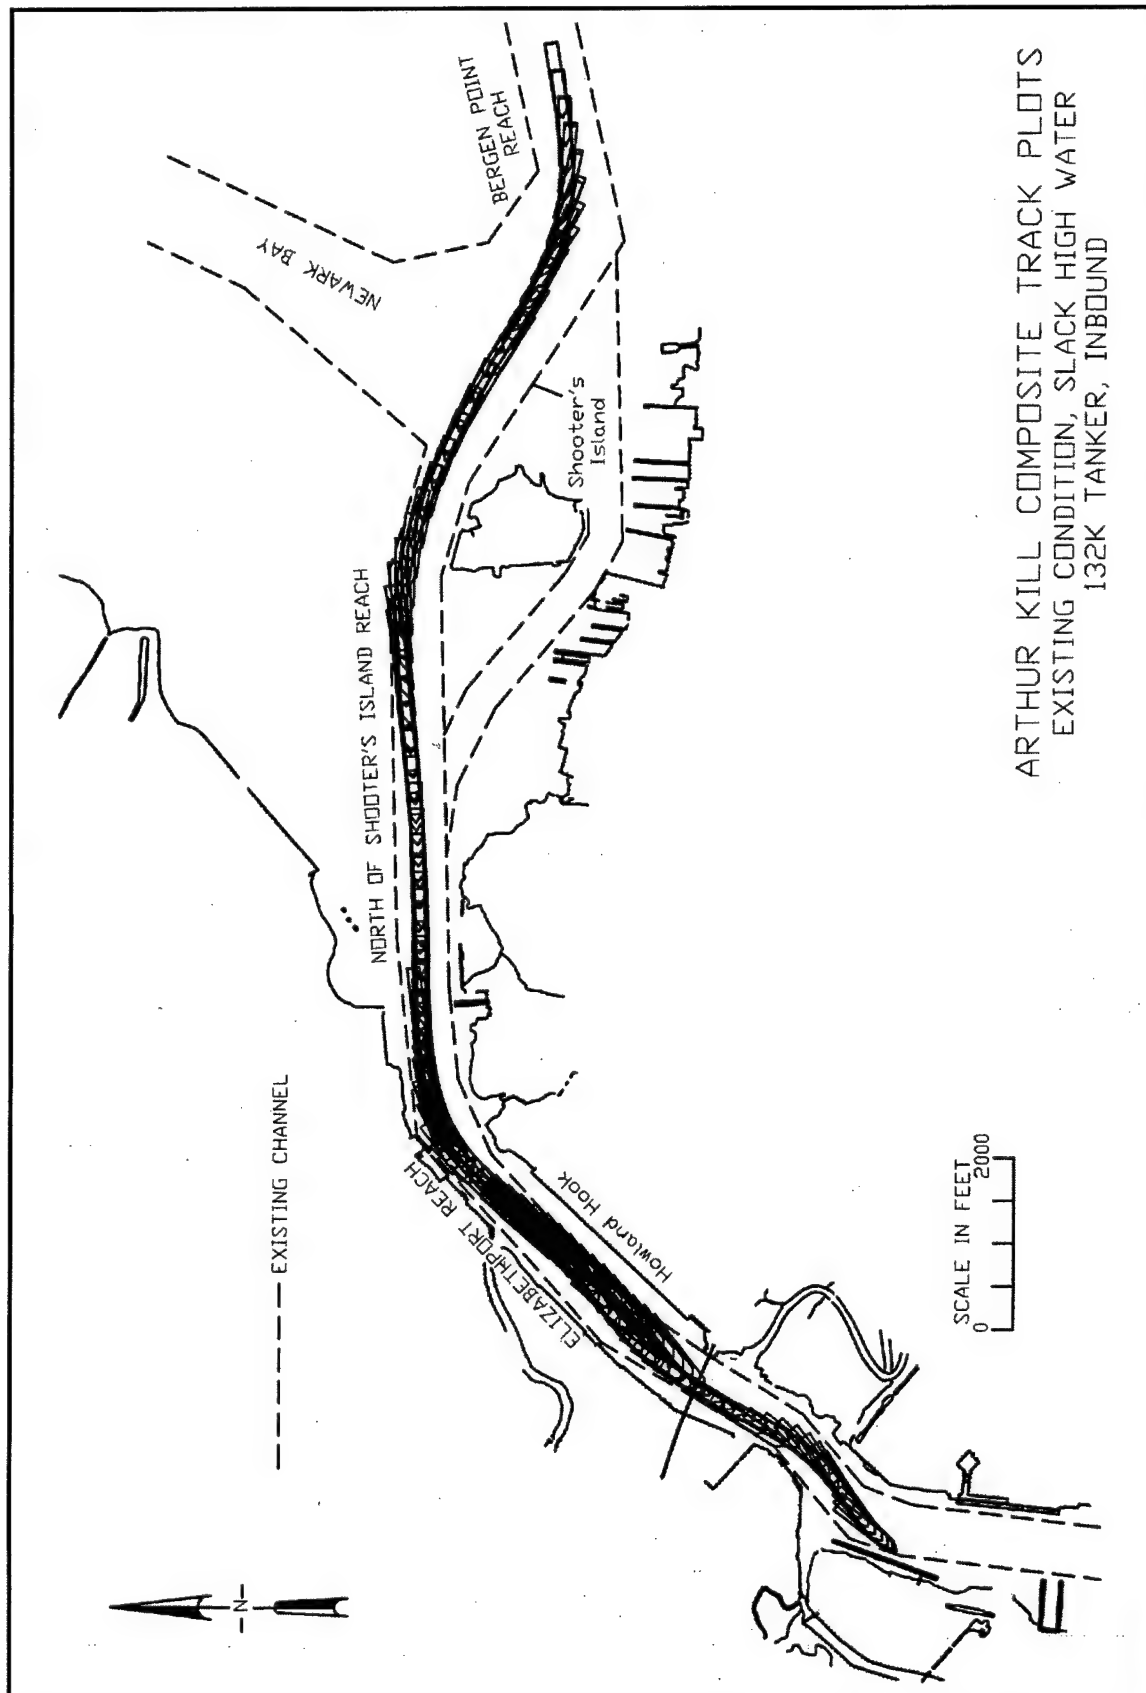 BERGEN POINT
REACH
NEWARK BAY
Shooter's
Island
NORTH OF SHOOTER'S ISLAND REACH
EXISTING CHANNEL
ELIZABETHPORT REACH
Howland Hook
SCALE IN FEET
0 2000
N
ARTHUR KILL COMPOSITE TRACK PLOTS
EXISTING CONDITION, SLACK HIGH WATER
132K TANKER, INBOUND